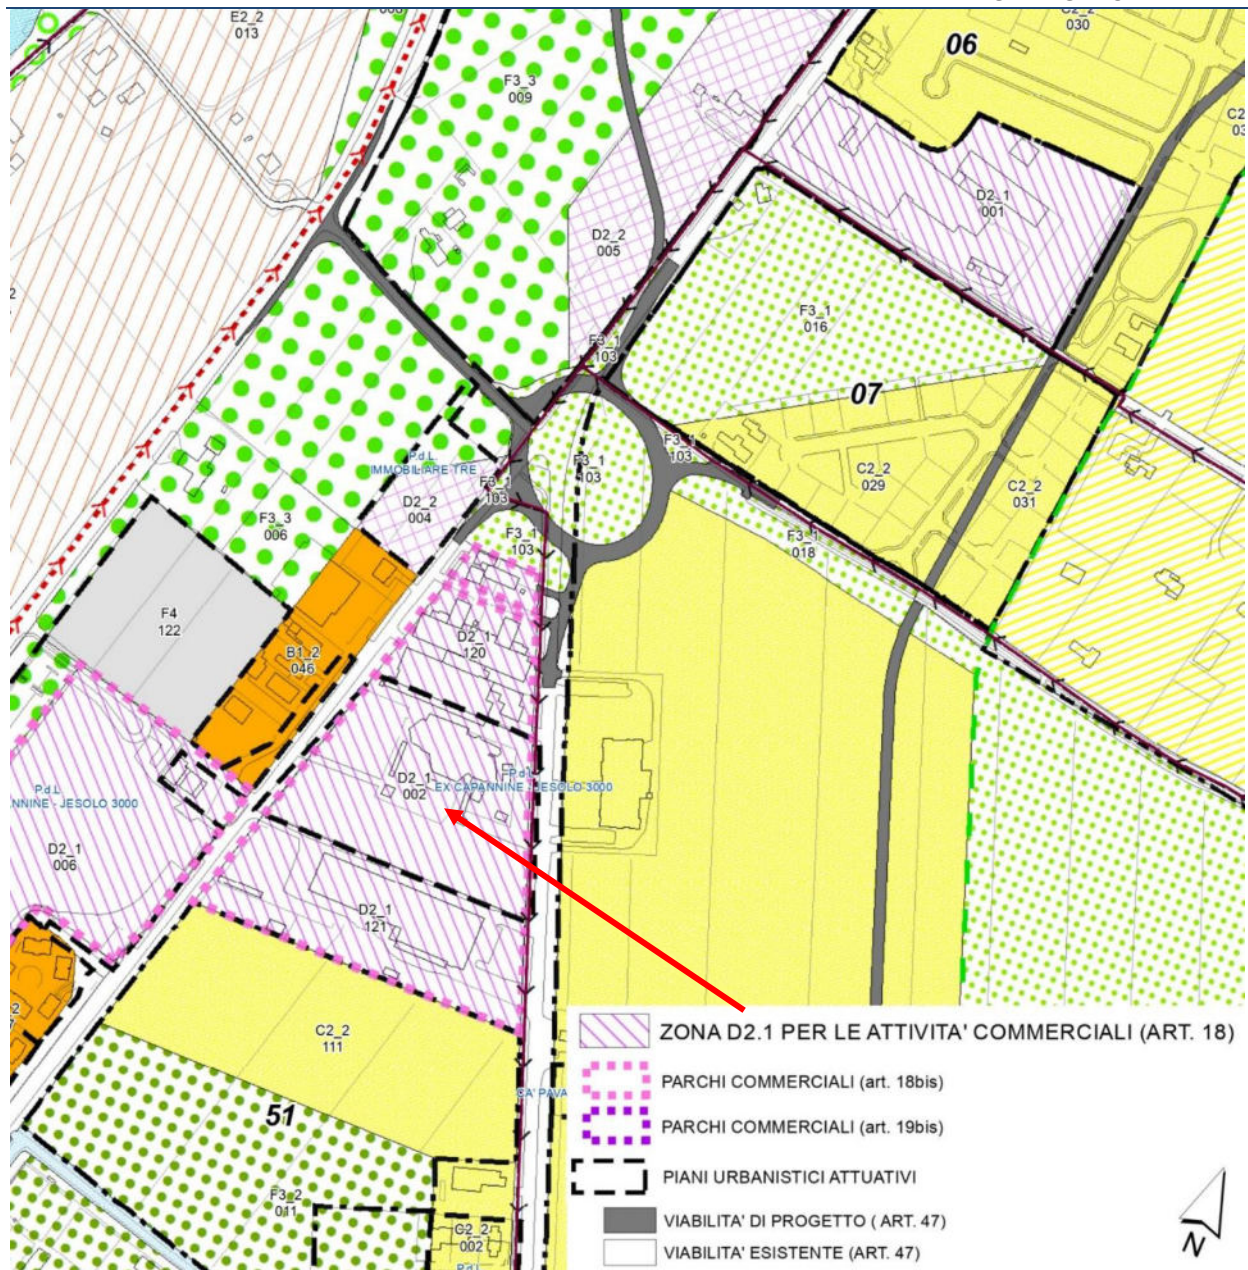 E2_2
013
F3_3
009
C2_2
030
06
D2_1
001
D2_2
005
F3_1
016
F3_1
103
07
F3_1
103
F3_1
103
C2_2
029
C2_2
031
P.d.L.
IMMOBILIARE TRE
F3_1
103
D2_2
004
F3_3
006
F3_1
103
F3_1
018
F4
122
B1_2
046
D2_1
120
D2_1
002
P.d.L.
EX CAPANNINE - JESOLO 3000
P.d.L.
NNINE - JESOLO 3000
D2_1
006
D2_1
121
C2_2
111
51
CA' PAVA
F3_2
011
C2_2
002
P.d.L.
ZONA D2.1 PER LE ATTIVITA' COMMERCIALI (ART. 18)
PARCHI COMMERCIALI (art. 18bis)
PARCHI COMMERCIALI (art. 19bis)
PIANI URBANISTICI ATTUATIVI
VIABILITA' DI PROGETTO ( ART. 47)
VIABILITA' ESISTENTE (ART. 47)
N